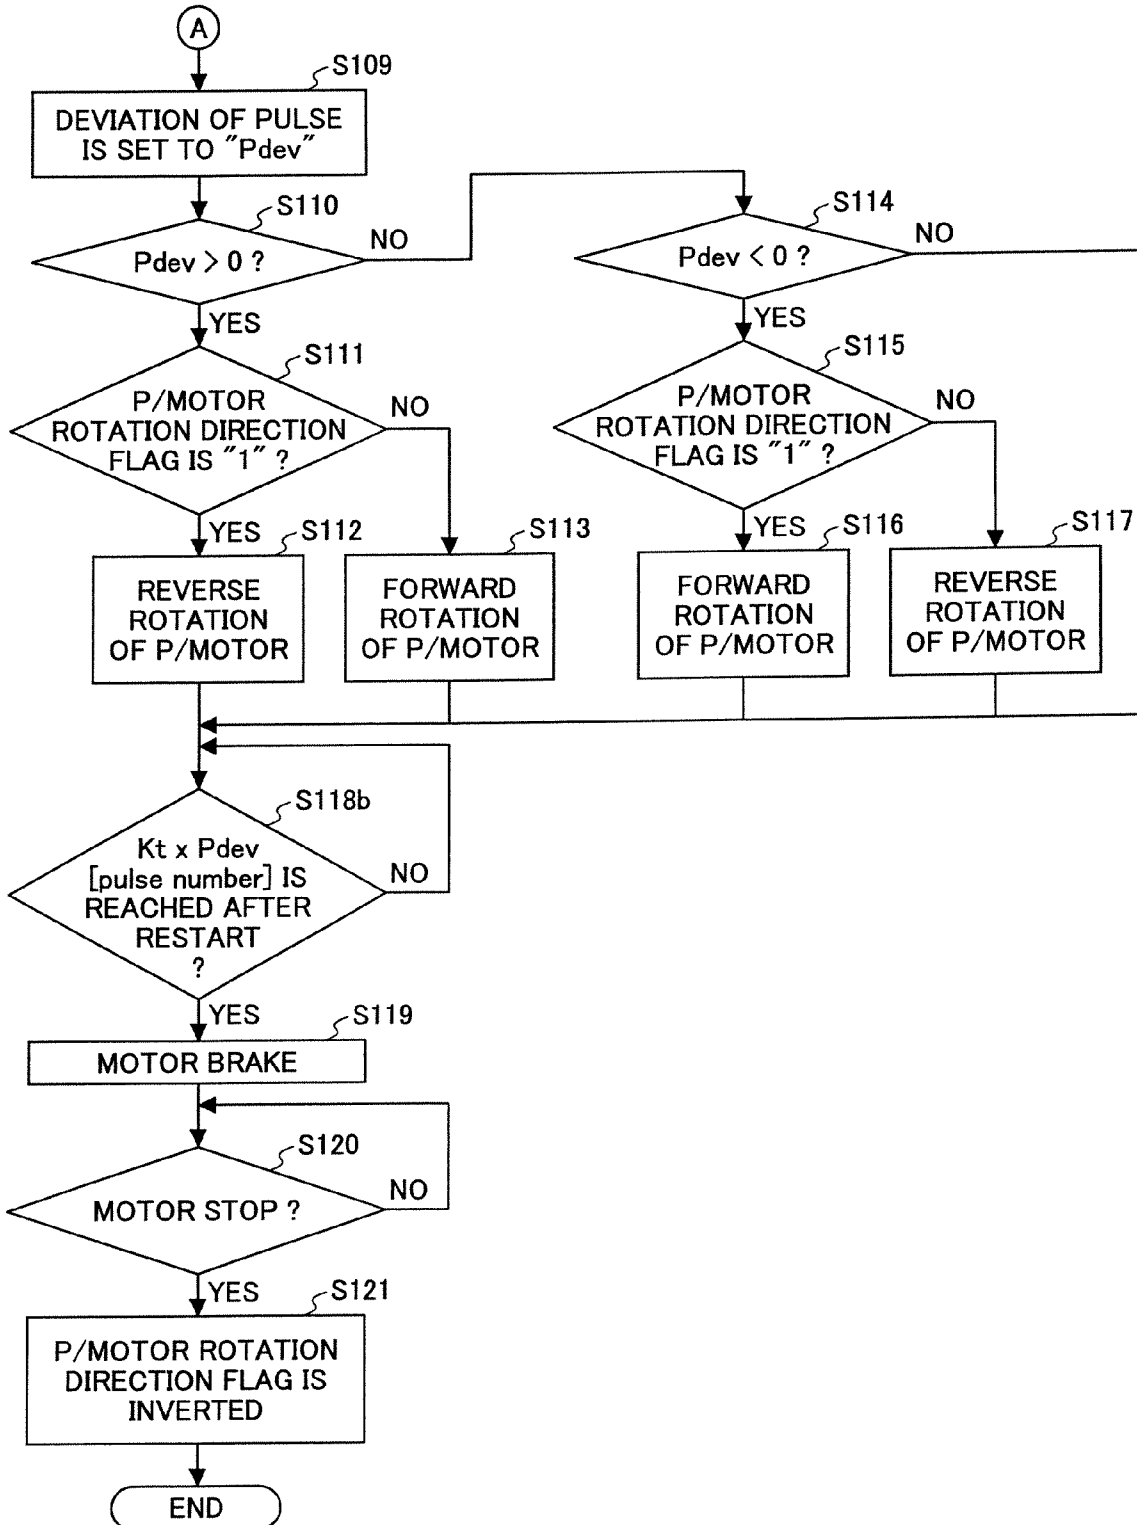 A
S109
DEVIATION OF PULSE
IS SET TO "Pdev"
S110
Pdev > 0 ?
NO
YES
S114
Pdev < 0 ?
NO
YES
S111
P/MOTOR
ROTATION DIRECTION
FLAG IS "1" ?
NO
YES
S115
P/MOTOR
ROTATION DIRECTION
FLAG IS "1" ?
NO
YES
S112
REVERSE
ROTATION
OF P/MOTOR
S113
FORWARD
ROTATION
OF P/MOTOR
S116
FORWARD
ROTATION
OF P/MOTOR
S117
REVERSE
ROTATION
OF P/MOTOR
S118b
Kt x Pdev
[pulse number] IS
REACHED AFTER
RESTART
?
NO
YES
S119
MOTOR BRAKE
S120
MOTOR STOP ?
NO
YES
S121
P/MOTOR ROTATION
DIRECTION FLAG IS
INVERTED
END